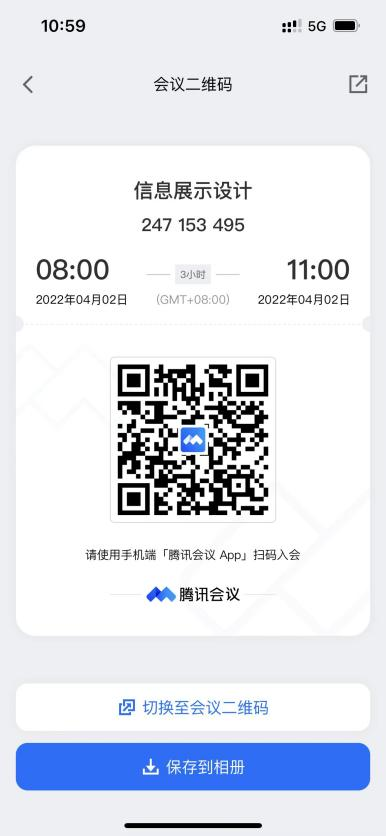 10:59
5G
会议二维码
信息展示设计
247 153 495
08:00
3小时
11:00
2022年04月02日
(GMT+08:00)
2022年04月02日
请使用手机端「腾讯会议 App」扫码入会
腾讯会议
切换至会议二维码
保存到相册